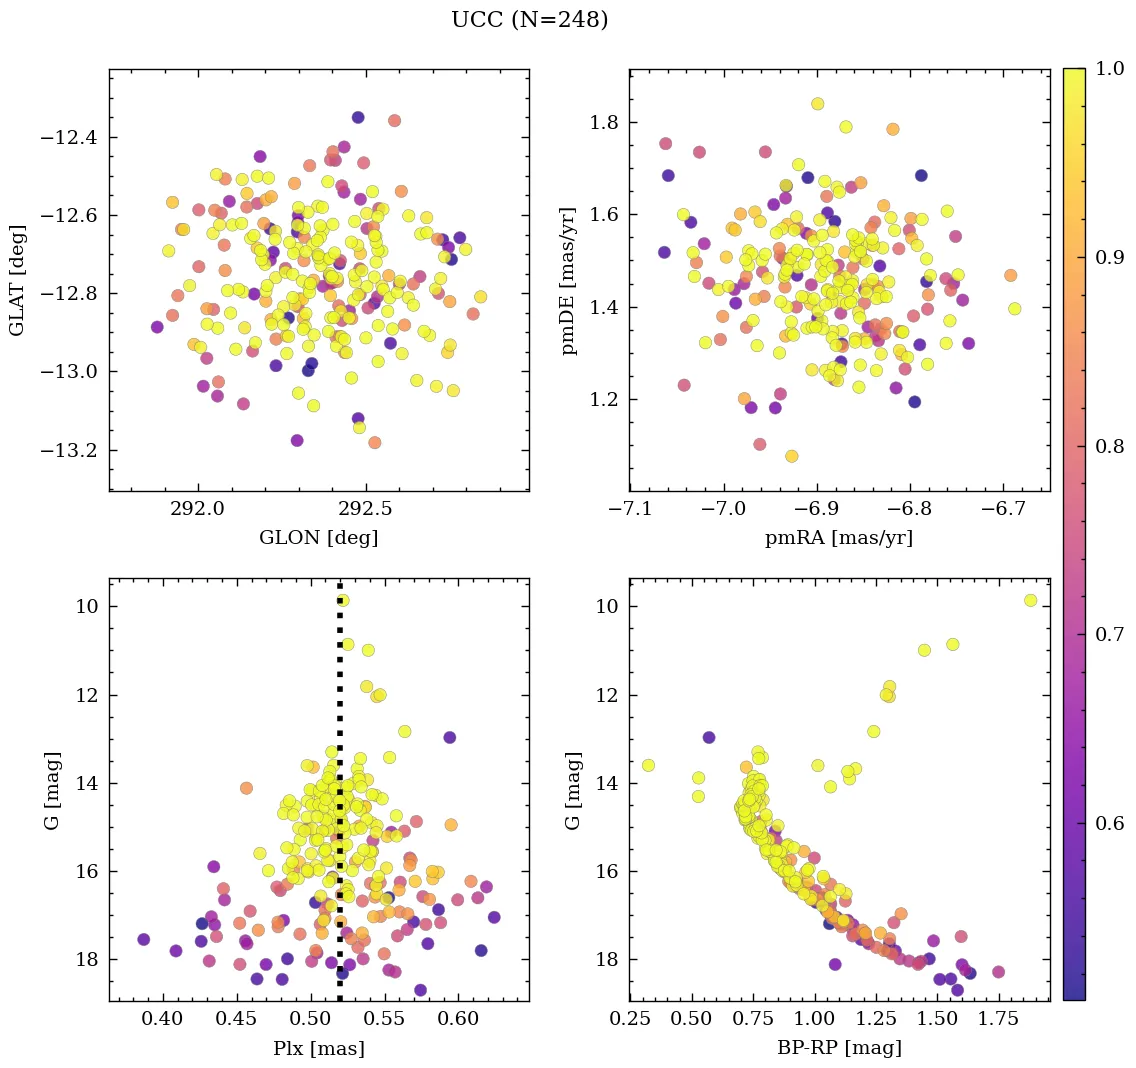 UCC (N=248)
−12.4
−12.6
−12.8
−13.0
−13.2
GLAT [deg]
292.0 292.5
GLON [deg]
1.8
1.6
1.4
1.2
pmDE [mas/yr]
−7.1 −7.0 −6.9 −6.8 −6.7
pmRA [mas/yr]
1.0
0.9
0.8
0.7
0.6
10
12
14
16
18
G [mag]
0.40 0.45 0.50 0.55 0.60
Plx [mas]
10
12
14
16
18
G [mag]
0.25 0.50 0.75 1.00 1.25 1.50 1.75
BP-RP [mag]